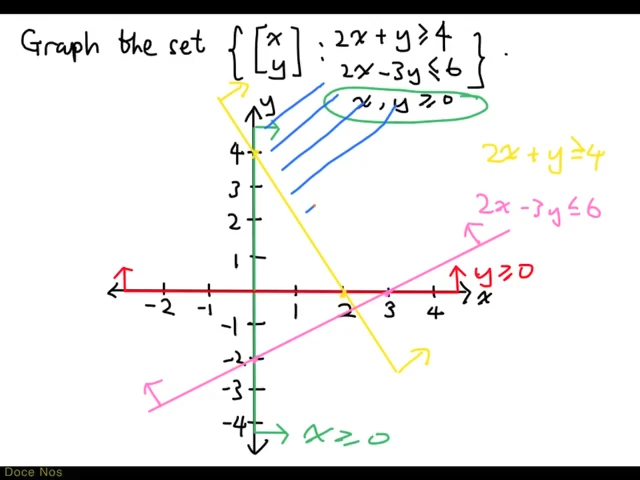 Graph the set { [x y] : 2x + y ≥ 4
2x - 3y ≤ 6 } .
x, y ≥ 0
y
4
3
2
1
2x + y ≥ 4
2x - 3y ≤ 6
y ≥ 0
-2 -1 1 2 3 4 x
-1
-2
-3
-4
x ≥ 0
Doce Nos